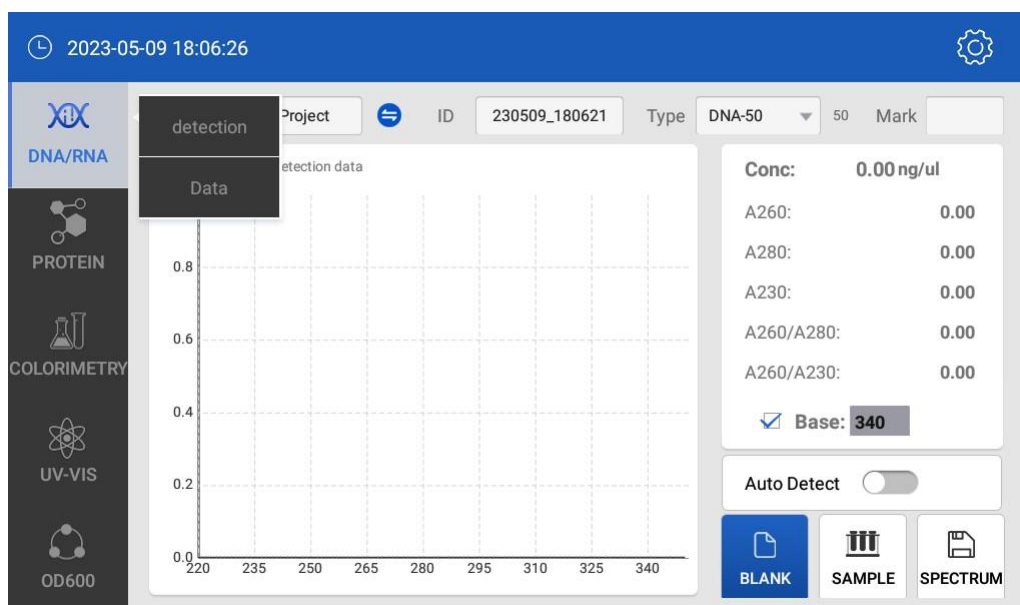 2023-05-09 18:06:26
DNA/RNA
PROTEIN
COLORIMETRY
UV-VIS
OD600
detection
Data
Project
ID
230509_180621
Type
DNA-50
50
Mark
etection data
0.8
0.6
0.4
0.2
0.0
220 235 250 265 280 295 310 325 340
Conc: 0.00 ng/ul
A260: 0.00
A280: 0.00
A230: 0.00
A260/A280: 0.00
A260/A230: 0.00
Base: 340
Auto Detect
BLANK
SAMPLE
SPECTRUM